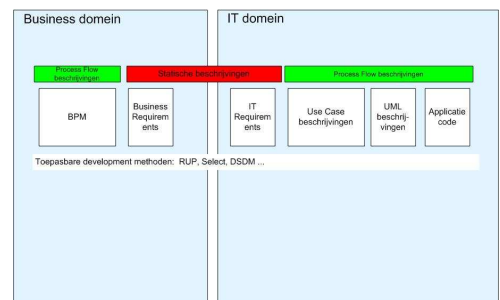 Business domein
IT domein
Process Flow
beschrijvingen
Statische beschrijvingen
Process Flow beschrijvingen
BPM
Business
Requirem
ents
IT
Requirem
ents
Use Case
beschrijvingen
UML
beschrij-
vingen
Applicatie
code
Toepasbare development methoden: RUP, Select, DSDM ...